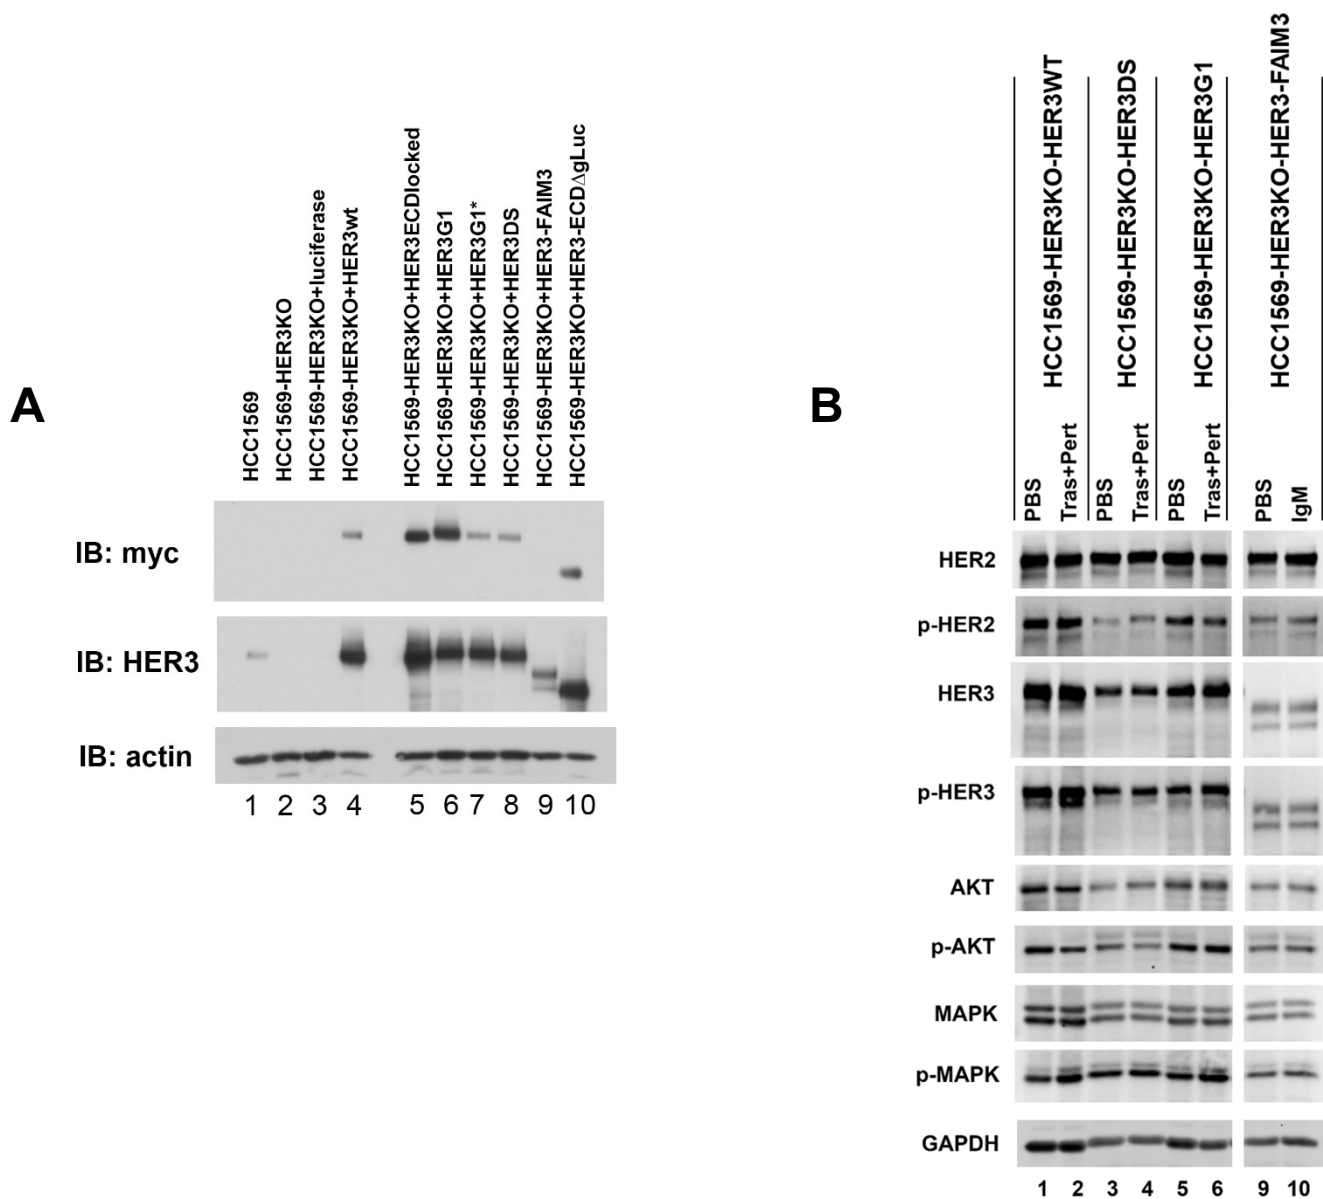 A
HCC1569
HCC1569-HER3KO
HCC1569-HER3KO+luciferase
HCC1569-HER3KO+HER3wt
HCC1569-HER3KO+HER3ECDlocked
HCC1569-HER3KO+HER3G1
HCC1569-HER3KO+HER3G1*
HCC1569-HER3KO+HER3DS
HCC1569-HER3KO+HER3-FAIM3
HCC1569-HER3KO+HER3-ECD∆gLuc
IB: myc
IB: HER3
IB: actin
1 2 3 4 5 6 7 8 9 10
B
HCC1569-HER3KO-HER3WT
HCC1569-HER3KO-HER3DS
HCC1569-HER3KO-HER3G1
HCC1569-HER3KO-HER3-FAIM3
PBS
Tras+Pert
PBS
Tras+Pert
PBS
Tras+Pert
PBS
IgM
HER2
p-HER2
HER3
p-HER3
AKT
p-AKT
MAPK
p-MAPK
GAPDH
1 2 3 4 5 6 9 10